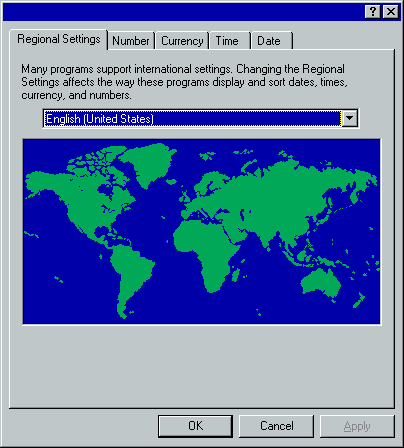 Regional Settings Number Currency Time Date
Many programs support international settings. Changing the Regional
Settings affects the way these programs display and sort dates, times,
currency, and numbers.
English (United States)
OK Cancel Apply